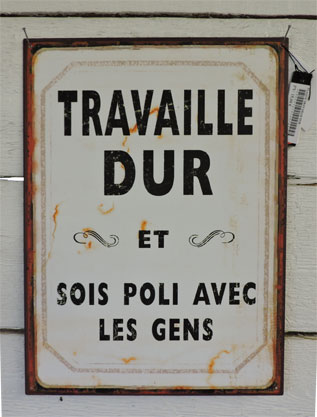 TRAVAILLE
DUR
ET
SOIS POLI AVEC
LES GENS